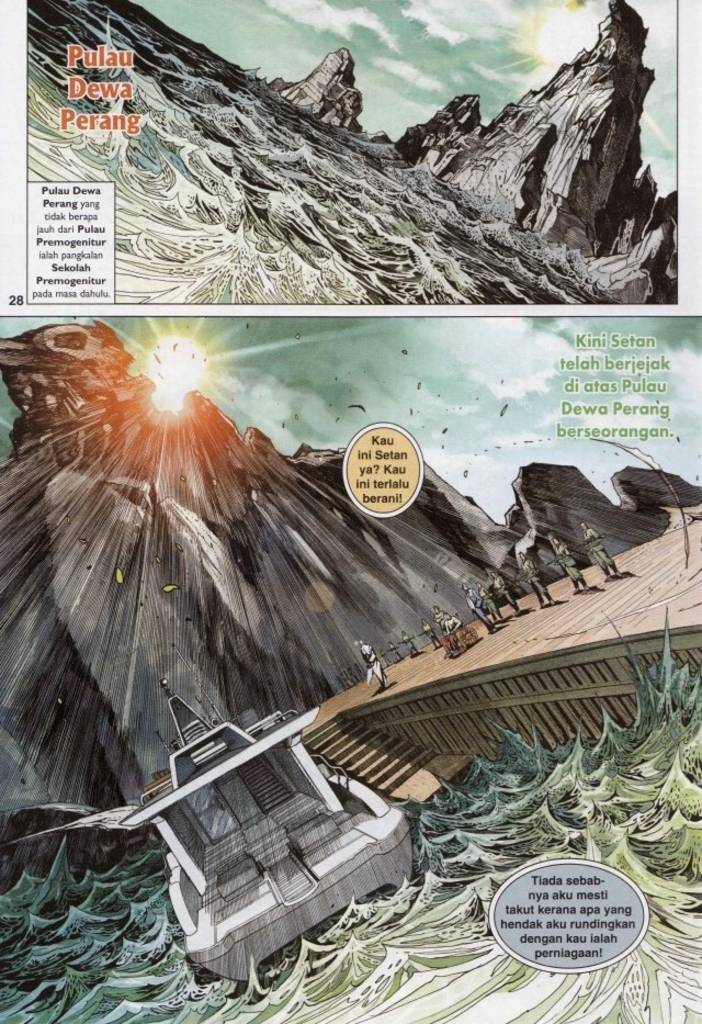 Pulau
Dewa
Perang
Pulau Dewa
Perang yang
tidak berapa
jauh dari Pulau
Premogenitur
ialah pangkalan
Sekolah
Premogenitur
pada masa dahulu.
28
Kini Setan
telah berjejak
di atas Pulau
Dewa Perang
berseorangan.
Kau
ini Setan
ya? Kau
ini terlalu
berani!
Tiada sebab-
nya aku mesti
takut kerana apa yang
hendak aku rundingkan
dengan kau ialah
perniagaan!